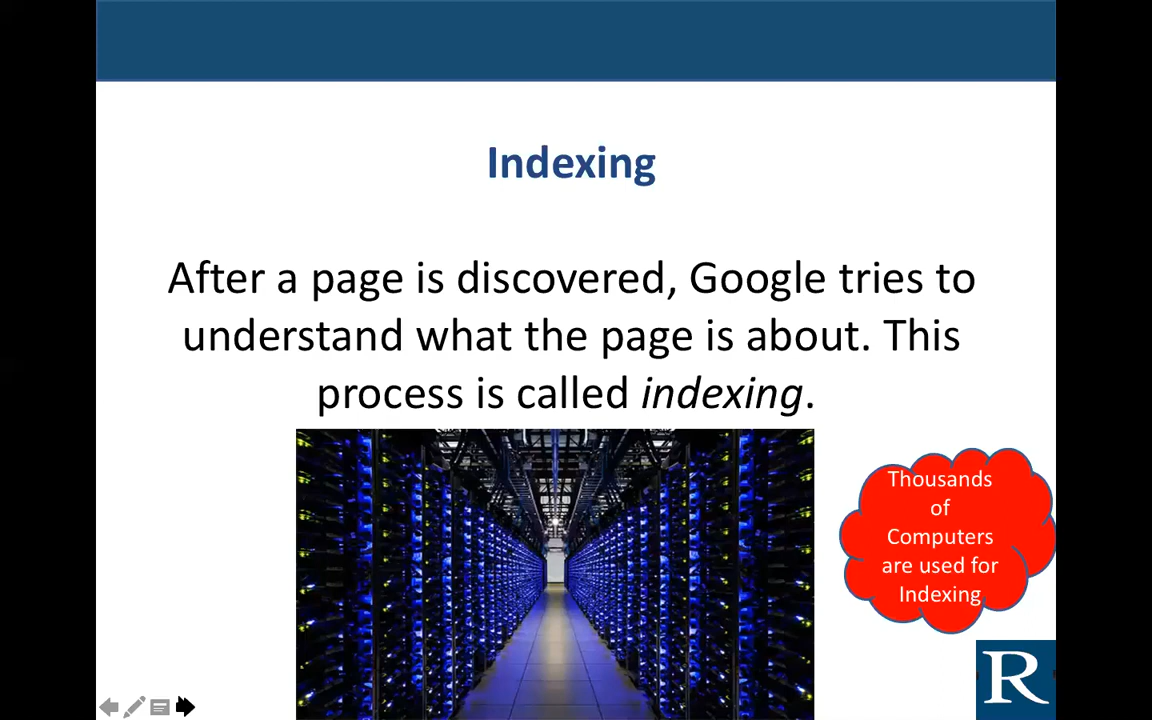 Indexing
After a page is discovered, Google tries to
understand what the page is about. This
process is called indexing.
Thousands
of
Computers
are used for
Indexing
R